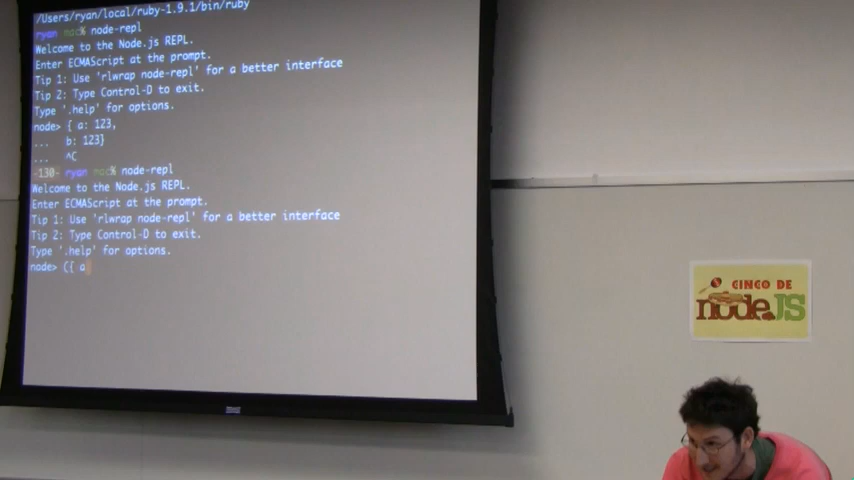 /Users/ryan/local/ruby-1.9.1/bin/ruby
ryan mac% node-repl
Welcome to the Node.js REPL.
Enter ECMAScript at the prompt.
Tip 1: Use 'rlwrap node-repl' for a better interface
Tip 2: Type Control-D to exit.
Type '.help' for options.
node> { a: 123,
... b: 123}
... ^C
-130- ryan mac% node-repl
Welcome to the Node.js REPL.
Enter ECMAScript at the prompt.
Tip 1: Use 'rlwrap node-repl' for a better interface
Tip 2: Type Control-D to exit.
Type '.help' for options.
node> ({ a
CINCO DE
nodeJS